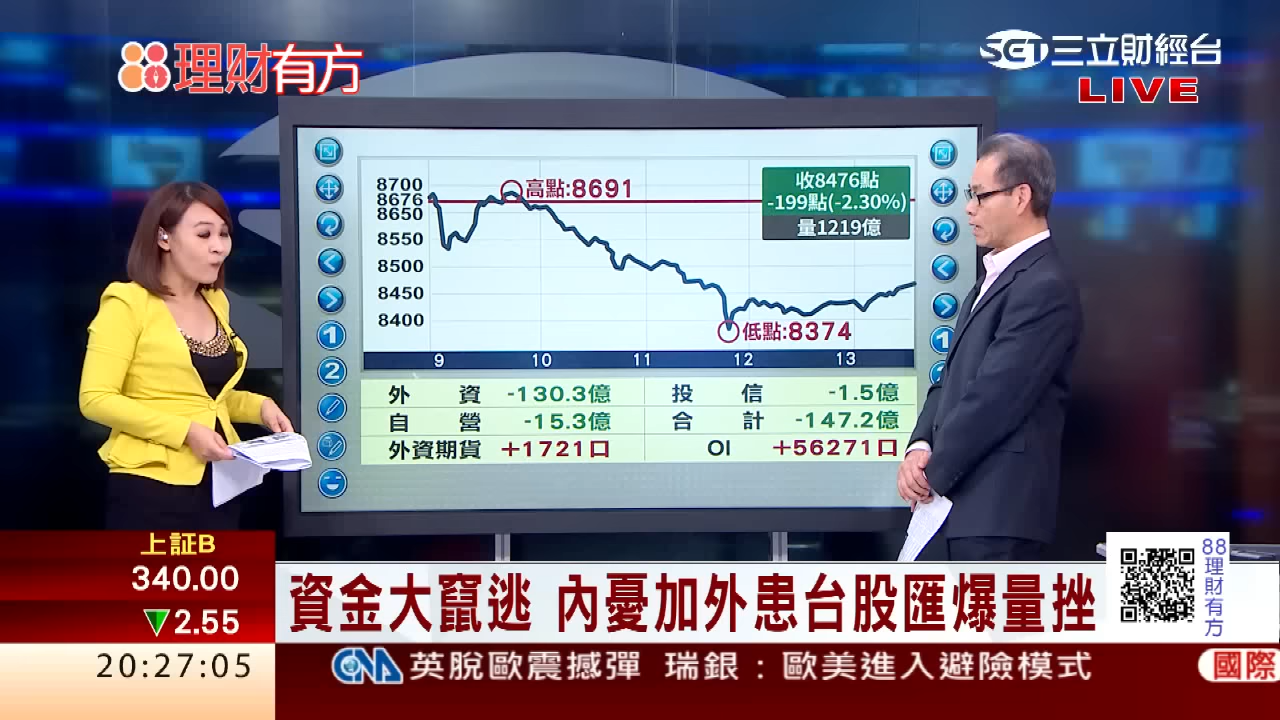 88理財有方
SET三立財經台
LIVE
8700
8676
8650
8550
8500
8450
8400
高點:8691
收8476點
-199點(-2.30%)
量1219億
低點:8374
9 10 11 12 13
1
2
1
外資 -130.3億 投信 -1.5億
自營 -15.3億 合計 -147.2億
外資期貨 +1721口 OI +56271口
上証B
340.00
▼2.55
20:27:05
資金大竄逃 內憂加外患台股匯爆量挫
88理財有方
CNA 英脫歐震撼彈 瑞銀：歐美進入避險模式
國際